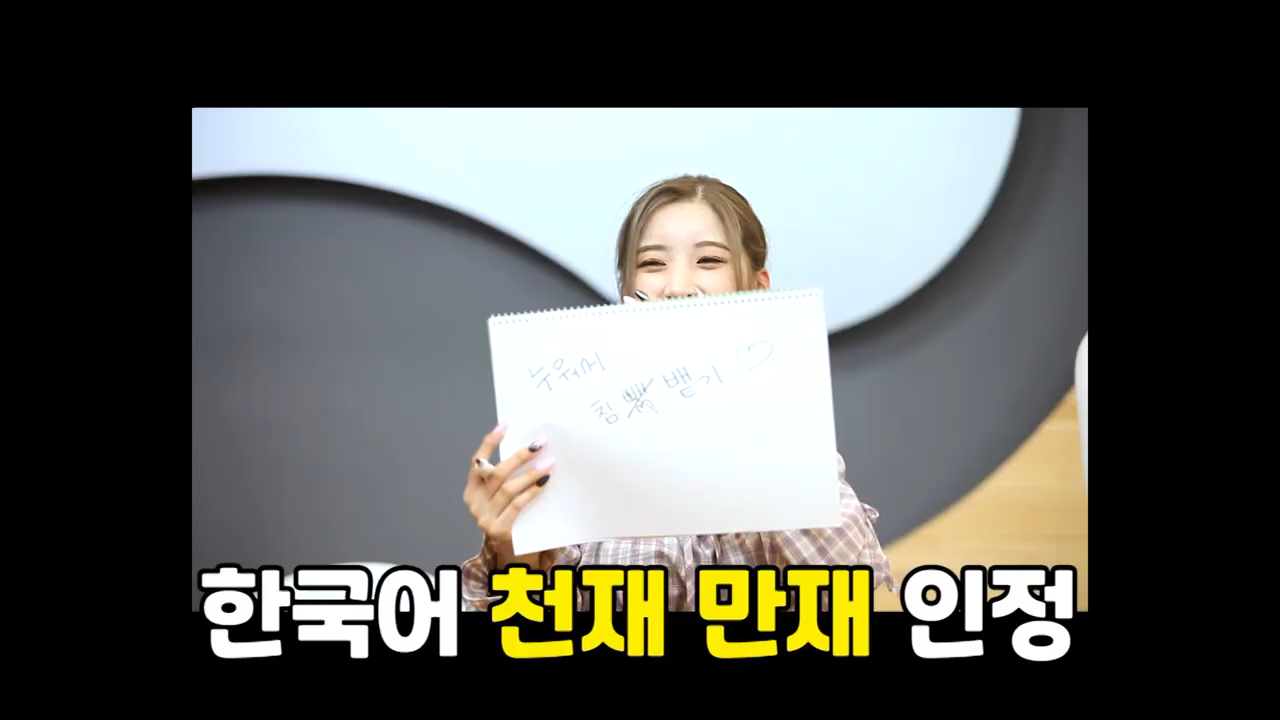 누워서
침 뱉기 ♡
한국어 천재 만재 인정